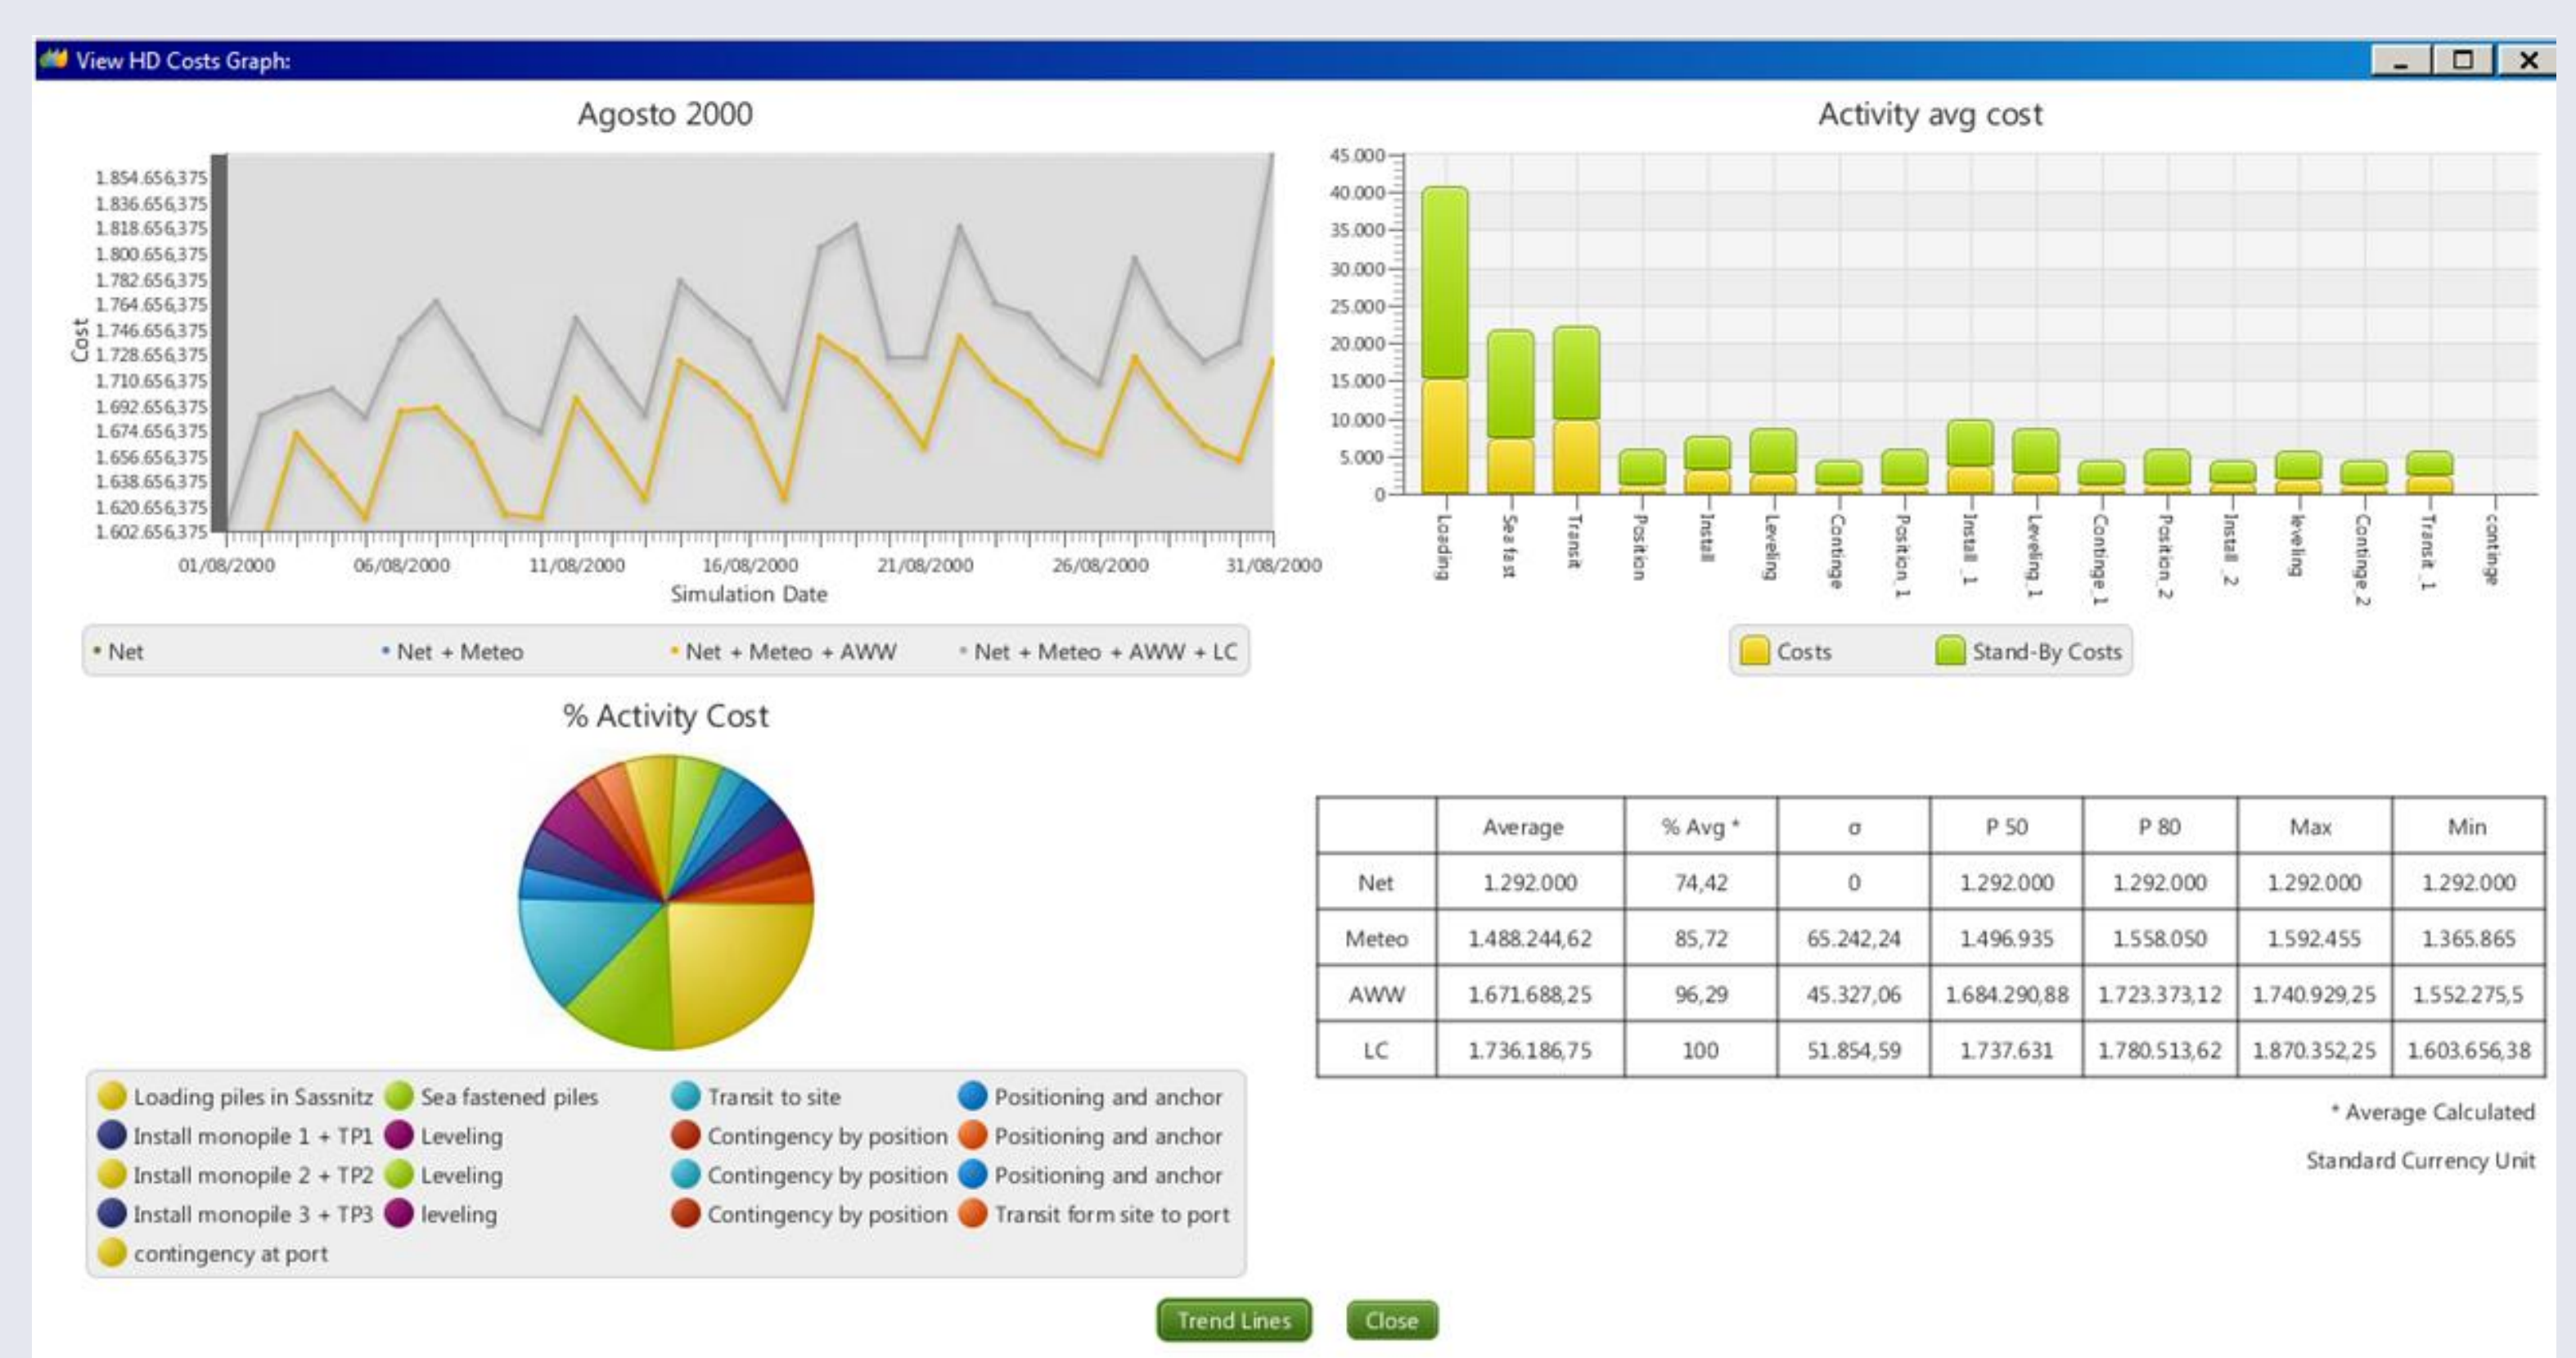 View HD Costs Graph:
Agosto 2000
Cost
1.854.656,375
1.836.656,375
1.818.656,375
1.800.656,375
1.782.656,375
1.764.656,375
1.746.656,375
1.728.656,375
1.710.656,375
1.692.656,375
1.674.656,375
1.656.656,375
1.638.656,375
1.620.656,375
1.602.656,375
01/08/2000 06/08/2000 11/08/2000 16/08/2000 21/08/2000 26/08/2000 31/08/2000
Simulation Date
Net Net + Meteo Net + Meteo + AWW Net + Meteo + AWW + LC
Activity avg cost
45.000
40.000
35.000
30.000
25.000
20.000
15.000
10.000
5.000
0
Loading
Sea fast
Transit
Position
Install
Leveling
Continge
Position_1
Install _1
Leveling_1
Continge_1
Position_2
Install _2
leveling
Continge_2
Transit _1
continge
Costs Stand-By Costs
% Activity Cost
Loading piles in Sassnitz Sea fastened piles Transit to site Positioning and anchor
Install monopile 1 + TP1 Leveling Contingency by position Positioning and anchor
Install monopile 2 + TP2 Leveling Contingency by position Positioning and anchor
Install monopile 3 + TP3 leveling Contingency by position Transit form site to port
contingency at port
Average % Avg * σ P 50 P 80 Max Min
Net 1.292.000 74,42 0 1.292.000 1.292.000 1.292.000 1.292.000
Meteo 1.488.244,62 85,72 65.242,24 1.496.935 1.558.050 1.592.455 1.365.865
AWW 1.671.688,25 96,29 45.327,06 1.684.290,88 1.723.373,12 1.740.929,25 1.552.275,5
LC 1.736.186,75 100 51.854,59 1.737.631 1.780.513,62 1.870.352,25 1.603.656,38
* Average Calculated
Standard Currency Unit
Trend Lines Close